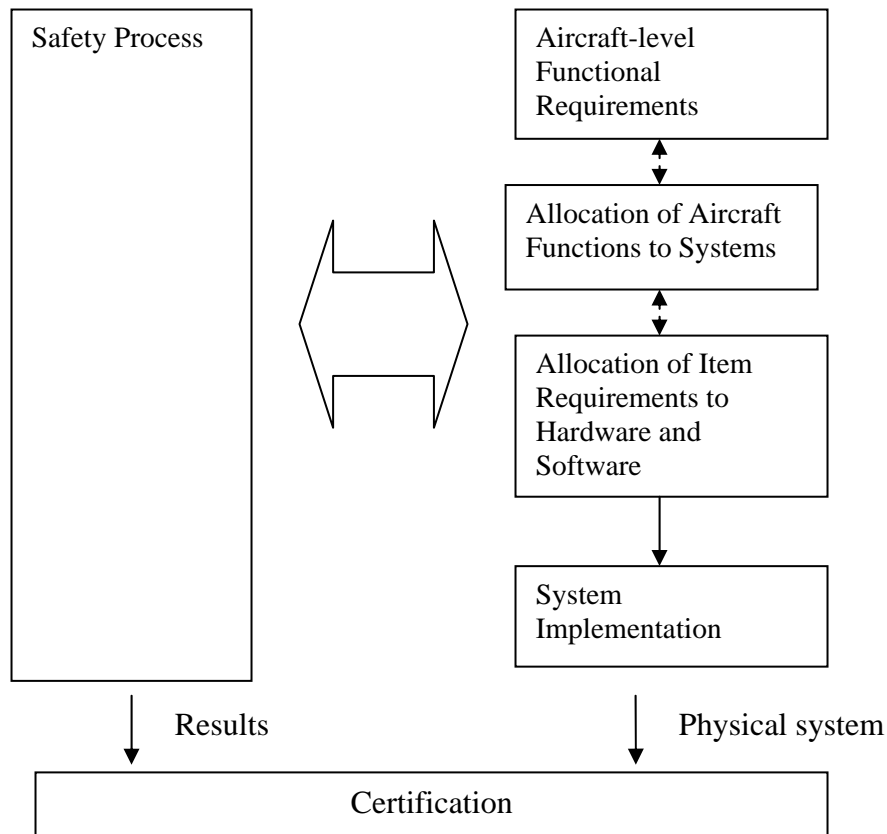 Safety Process
Aircraft-level
Functional
Requirements
Allocation of Aircraft
Functions to Systems
Allocation of Item
Requirements to
Hardware and
Software
System
Implementation
Results
Physical system
Certification